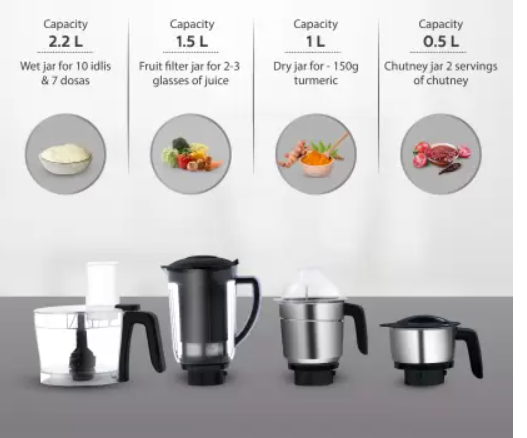 Capacity
2.2 L
Wet jar for 10 idlis
& 7 dosas
Capacity
1.5 L
Fruit filter jar for 2-3
glasses of juice
Capacity
1 L
Dry jar for - 150g
turmeric
Capacity
0.5 L
Chutney jar 2 servings
of chutney